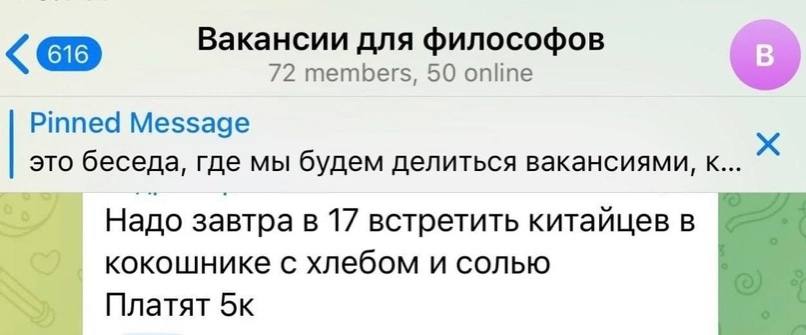 616
Вакансии для философов
72 members, 50 online
В
Pinned Message
это беседа, где мы будем делиться вакансиями, к...
Надо завтра в 17 встретить китайцев в
кокошнике с хлебом и солью
Платят 5к